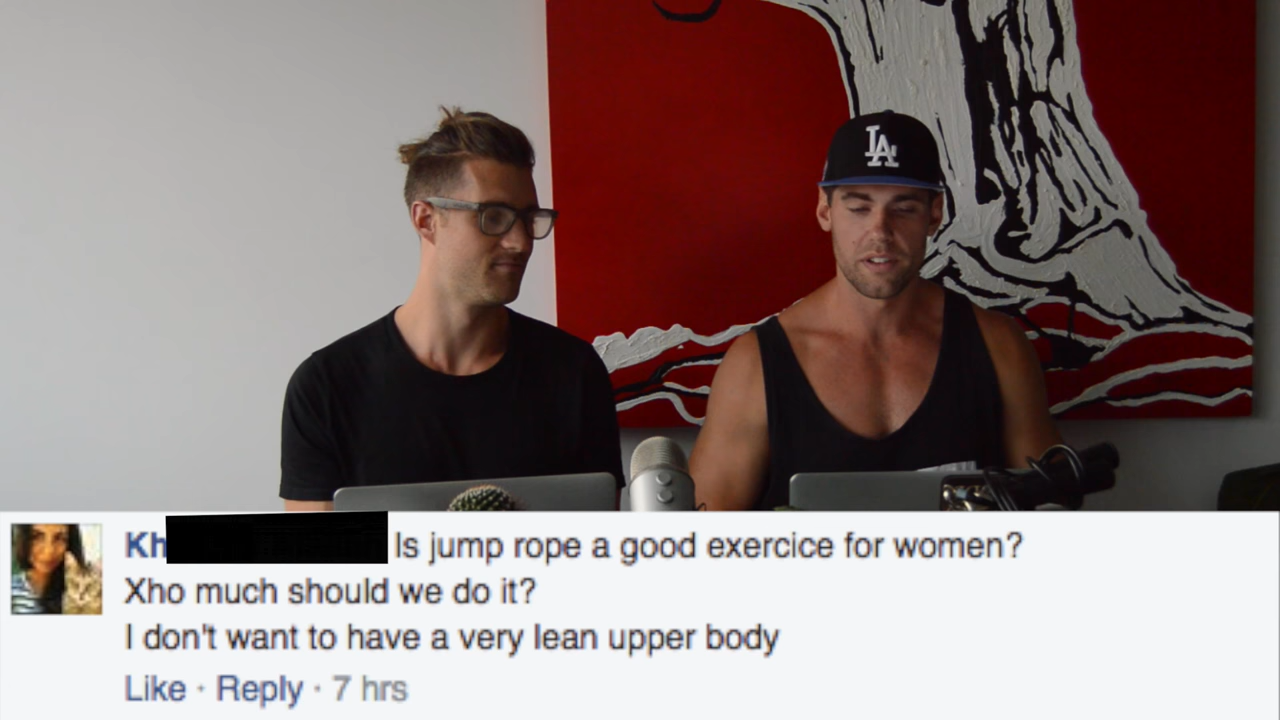 LA
Kh Is jump rope a good exercice for women?
Xho much should we do it?
I don't want to have a very lean upper body
Like · Reply · 7 hrs